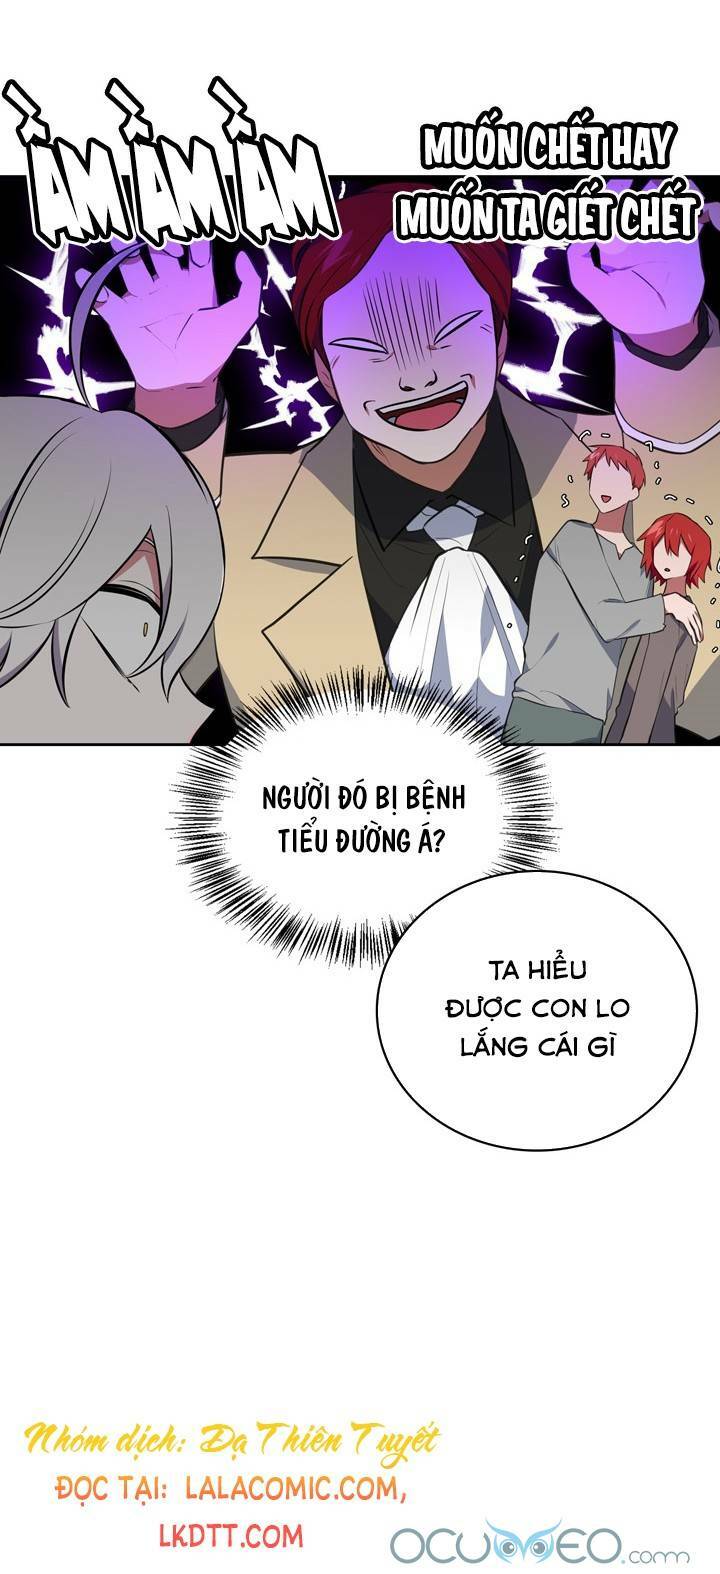 ẦM ẦM ẦM
MUỐN CHẾT HAY
MUỐN TA GIẾT CHẾT
NGƯỜI ĐÓ BỊ BỆNH
TIỂU ĐƯỜNG Á?
TA HIỂU
ĐƯỢC CON LO
LẮNG CÁI GÌ
Nhóm dịch: Dạ Thiên Tuyết
ĐỌC TẠI: LALACOMIC.COM,
LKDTT.COM
OCUMEO.comm